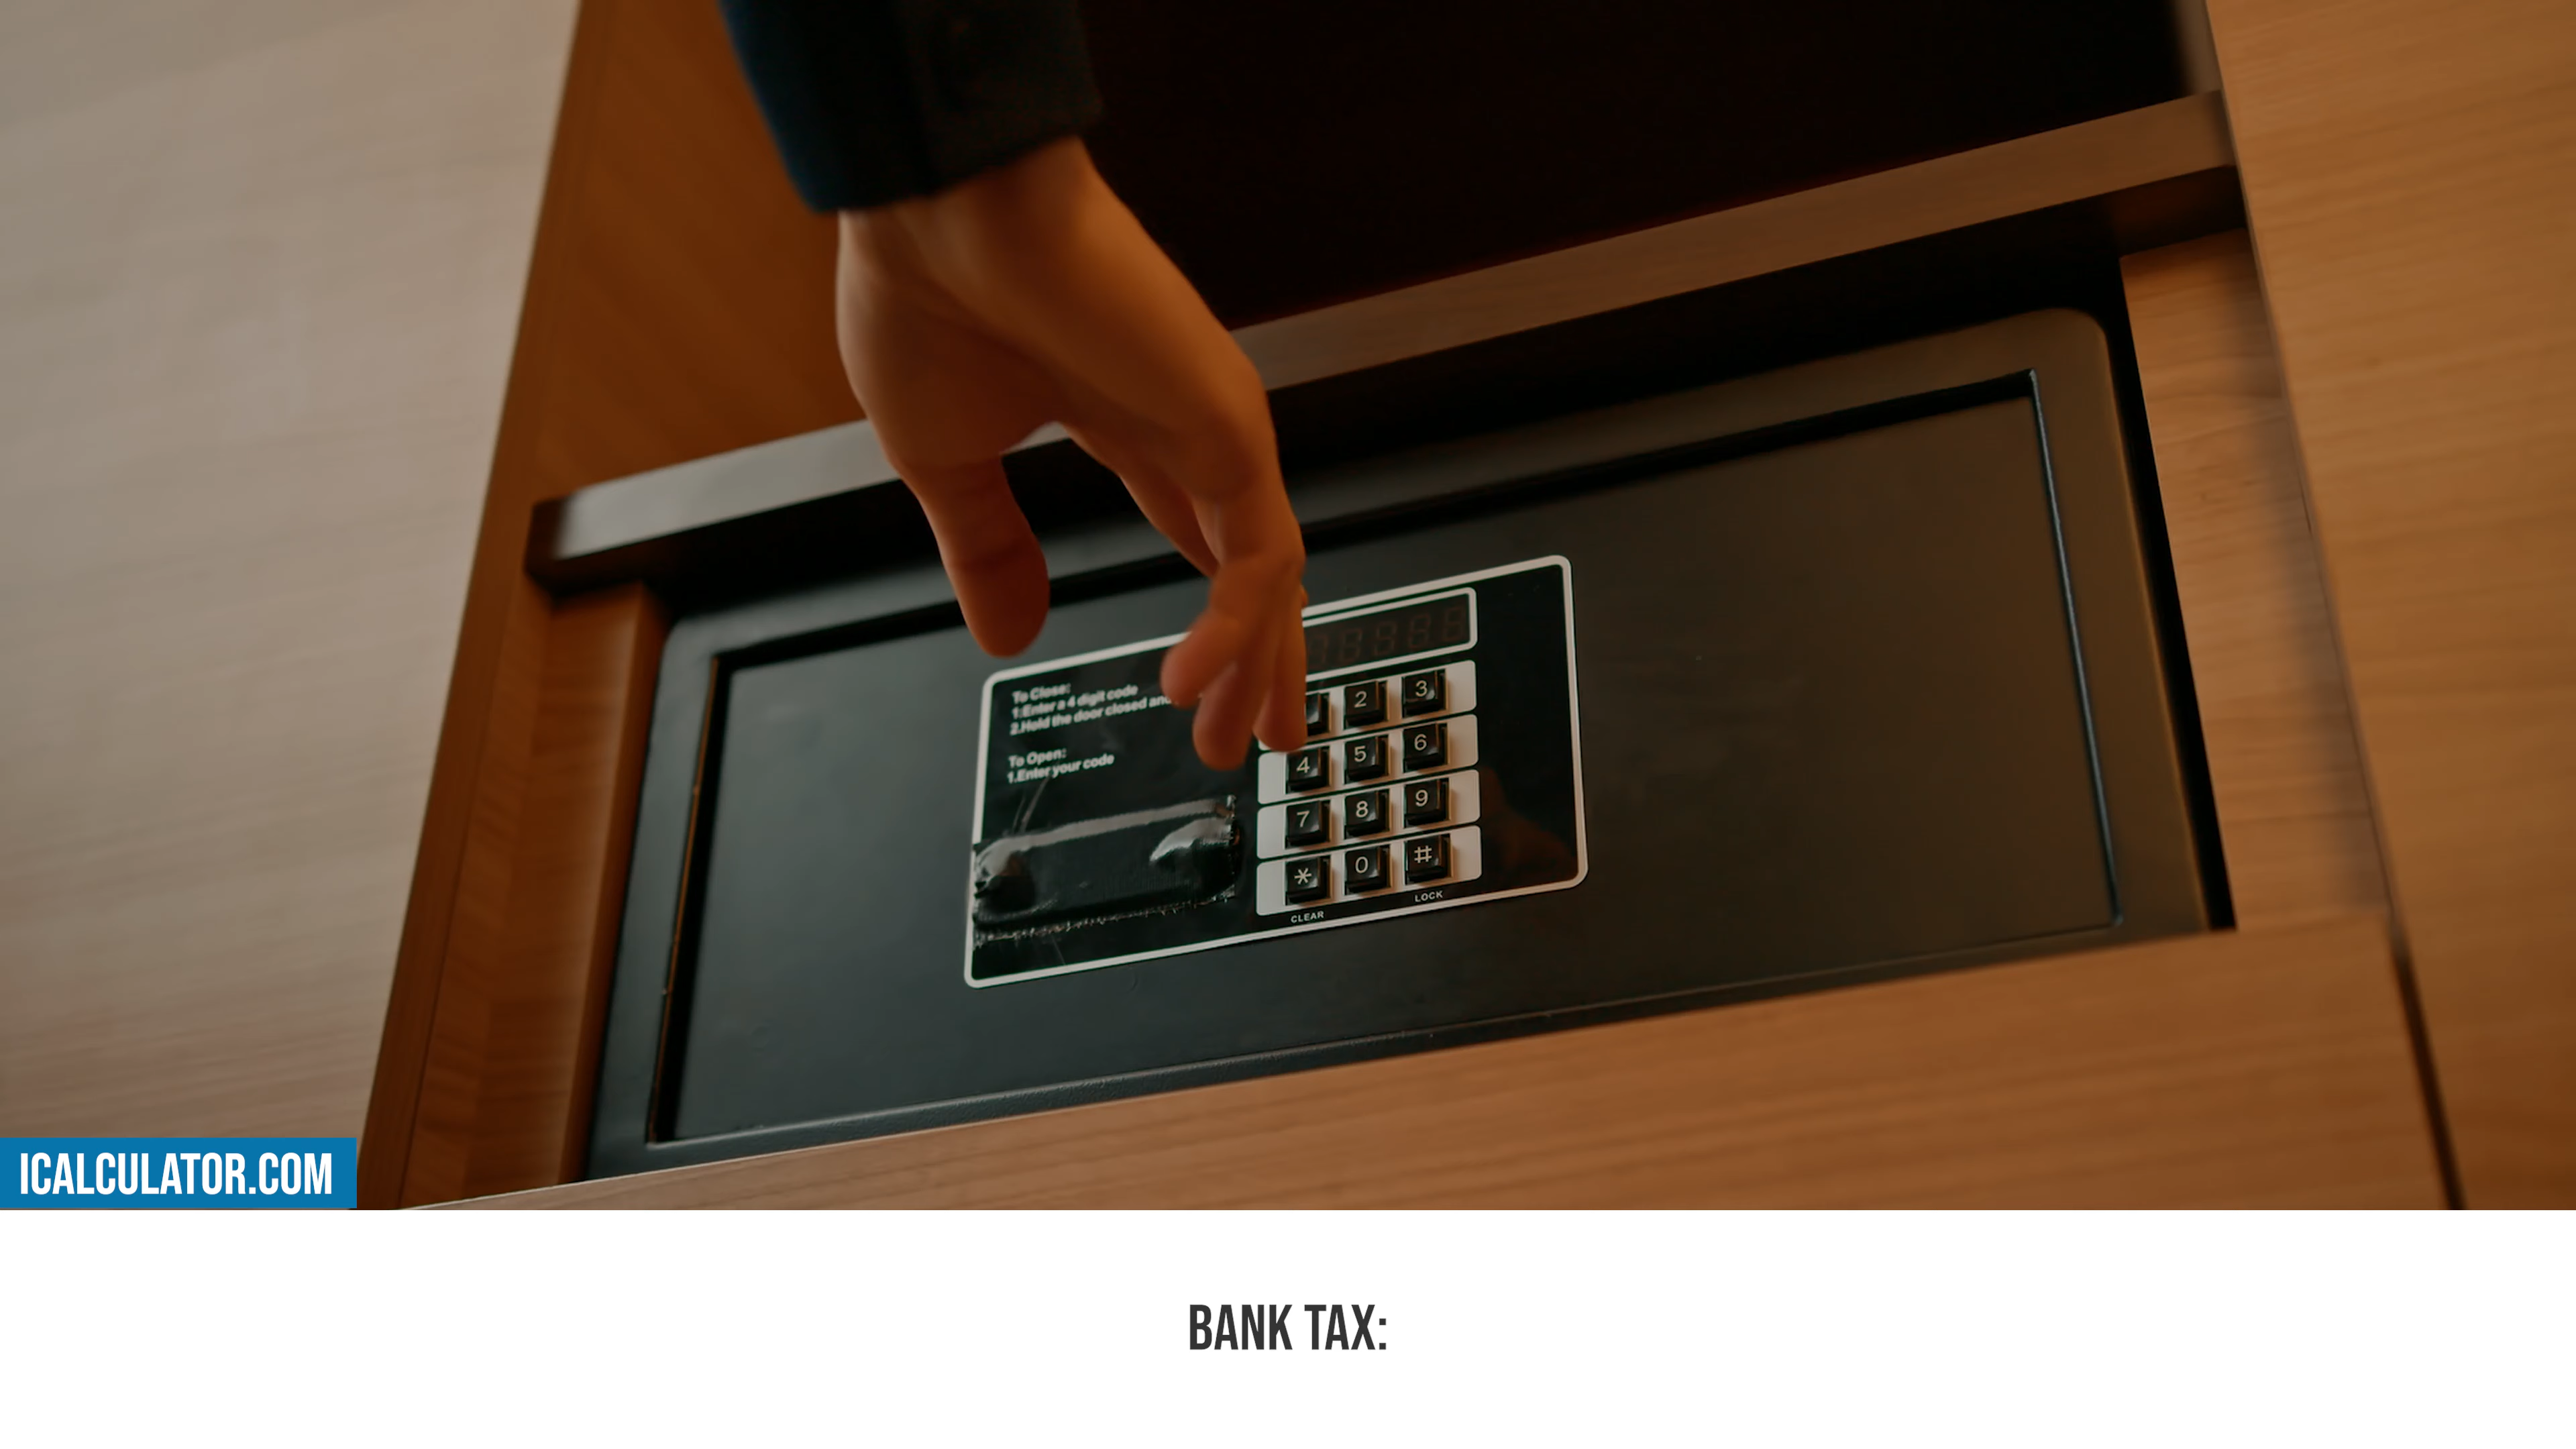 To Close:
1.Enter a 4 digit code
2.Hold the door closed and
To Open:
1.Enter your code
2 3
4 5 6
7 8 9
* 0 #
CLEAR LOCK
ICALCULATOR.COM
BANK TAX: